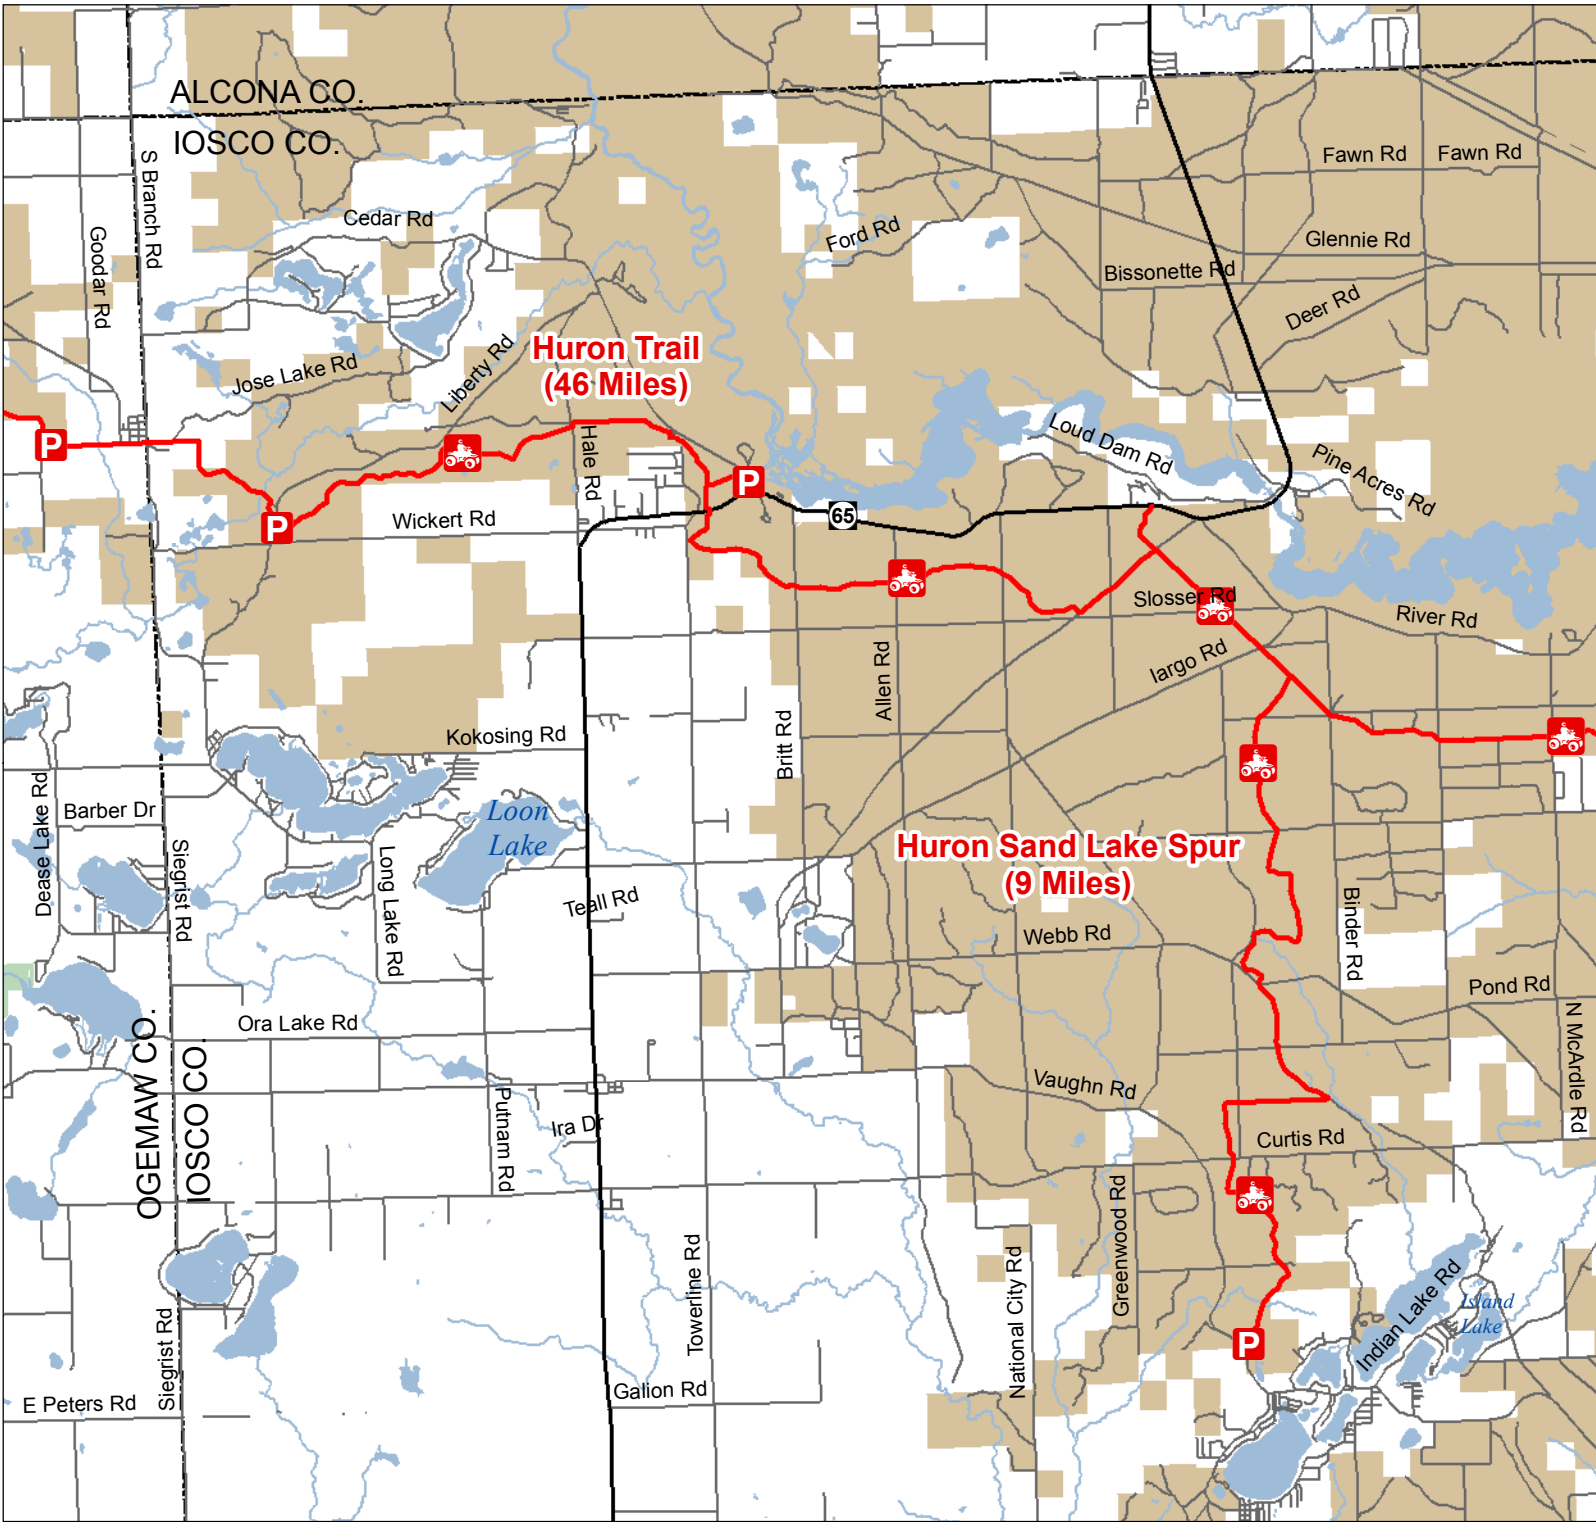 ALCONA CO.
IOSCO CO.
S Branch Rd
Goodar Rd
Cedar Rd
Fawn Rd
Fawn Rd
Ford Rd
Glennie Rd
Bissonette Rd
Deer Rd
Jose Lake Rd
Liberty Rd
Huron Trail
(46 Miles)
P
P
P
Hale Rd
Wickert Rd
65
Loud Dam Rd
Pine Acres Rd
Slosser Rd
River Rd
Iargo Rd
Allen Rd
Britt Rd
Kokosing Rd
Dease Lake Rd
Barber Dr
Siegrist Rd
Loon
Lake
Long Lake Rd
Teall Rd
Huron Sand Lake Spur
(9 Miles)
Webb Rd
Binder Rd
Pond Rd
N McArdle Rd
Ora Lake Rd
OGEMAW CO.
IOSCO CO.
Putnam Rd
Ira Dr
Vaughn Rd
Curtis Rd
Greenwood Rd
National City Rd
Towerline Rd
Siegrist Rd
E Peters Rd
Galion Rd
P
Indian Lake Rd
Island
Lake